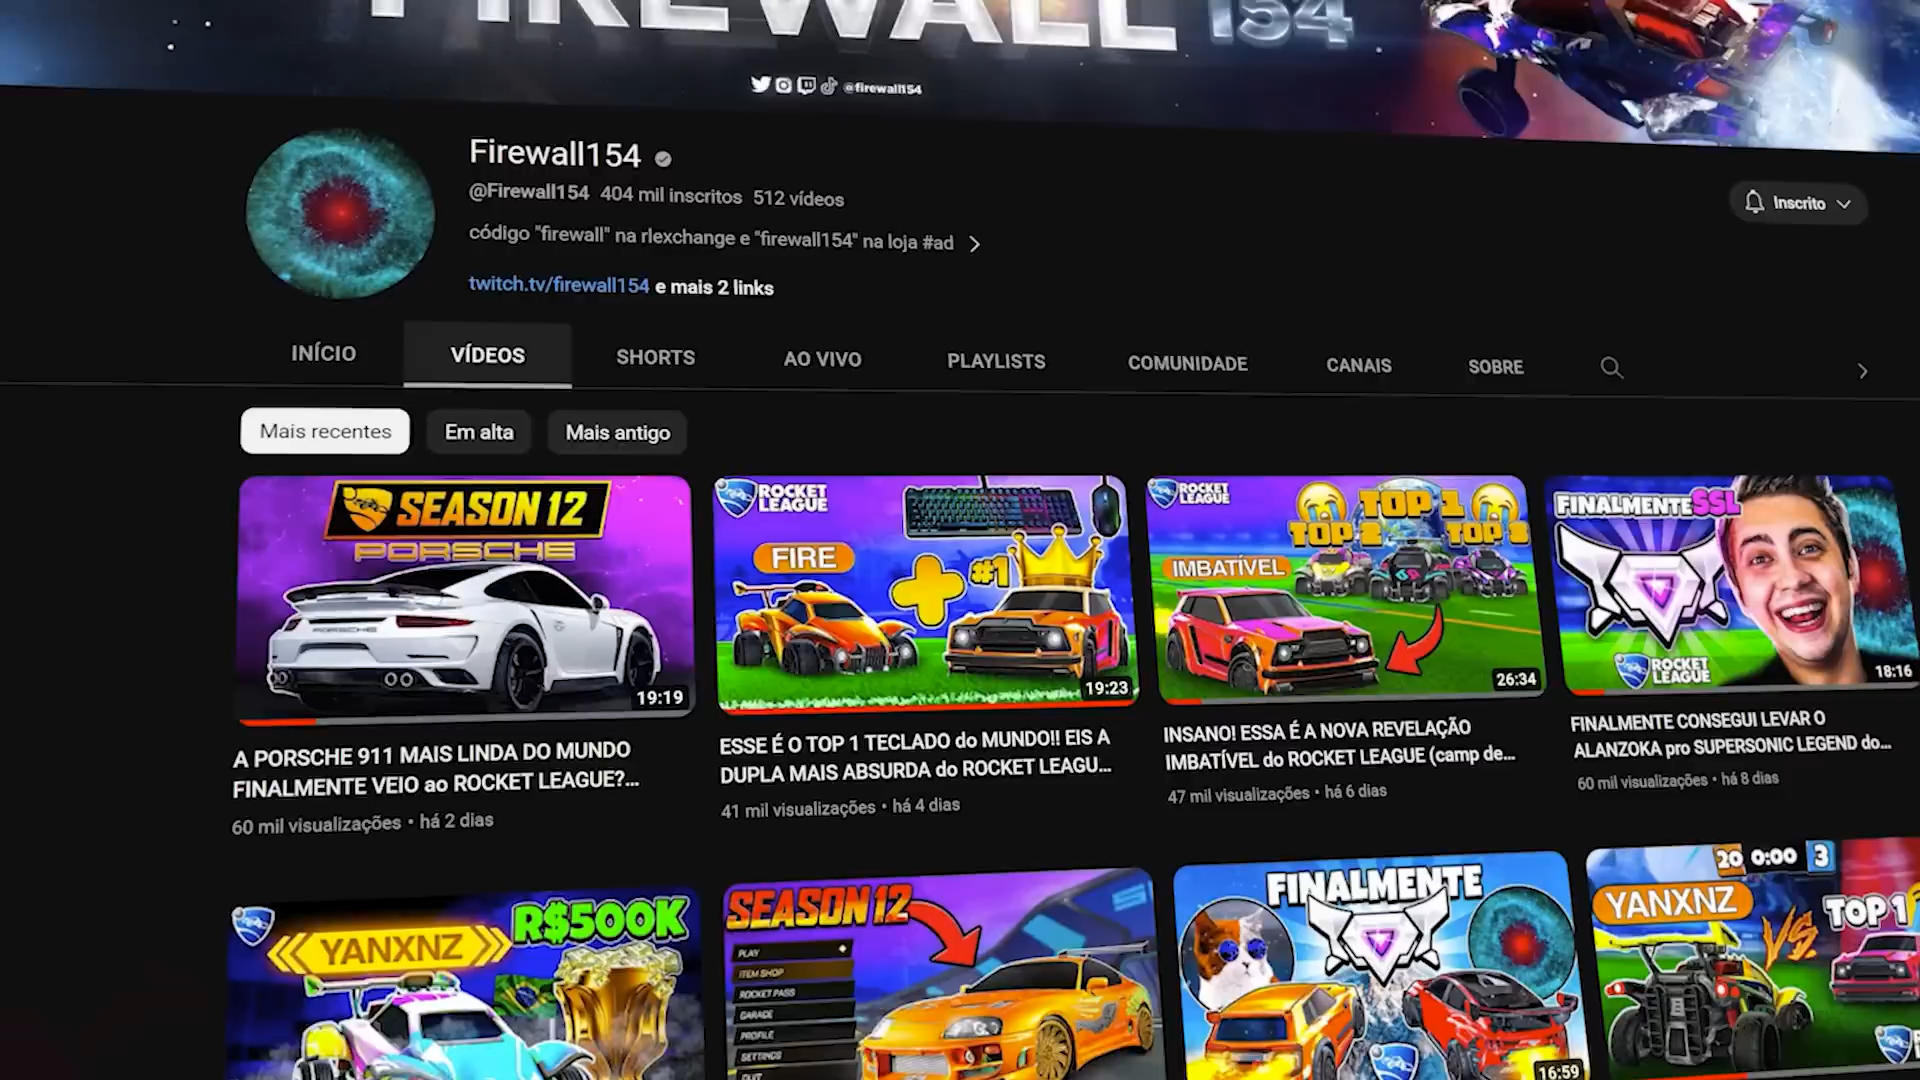 FIREWALL 154
@firewall154
Firewall154
@Firewall154 404 mil inscritos 512 vídeos
código "firewall" na rlexchange e "firewall154" na loja #ad
twitch.tv/firewall154 e mais 2 links
Inscrito
INÍCIO VÍDEOS SHORTS AO VIVO PLAYLISTS COMUNIDADE CANAIS SOBRE
Mais recentes Em alta Mais antigo
SEASON 12
PORSCHE
PORSCHE
19:19
A PORSCHE 911 MAIS LINDA DO MUNDO
FINALMENTE VEIO ao ROCKET LEAGUE?...
60 mil visualizações • há 2 dias
ROCKET
LEAGUE
FIRE
#1
19:23
ESSE É O TOP 1 TECLADO do MUNDO!! EIS A
DUPLA MAIS ABSURDA do ROCKET LEAGU...
41 mil visualizações • há 4 dias
ROCKET
LEAGUE
TOP 1
TOP 2 TOP 3
IMBATÍVEL
26:34
INSANO! ESSA É A NOVA REVELAÇÃO
IMBATÍVEL do ROCKET LEAGUE (camp de...
47 mil visualizações • há 6 dias
FINALMENTE SSL
ROCKET
LEAGUE
18:16
FINALMENTE CONSEGUI LEVAR O
ALANZOKA pro SUPERSONIC LEGEND do...
60 mil visualizações • há 8 dias
R$500K
YANXNZ
SEASON 12
PLAY
ITEM SHOP
ROCKET PASS
GARAGE
PROFILE
SETTINGS
QUIT
FINALMENTE
16:59
20 0:00 3
YANXNZ
VS.
TOP 1